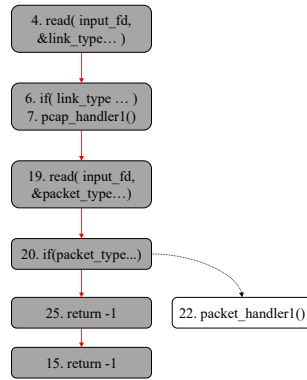 4. read( input_fd,
&link_type… )
6. if( link_type … )
7. pcap_handler1()
19. read( input_fd,
&packet_type…)
20. if(packet_type...)
25. return -1
22. packet_handler1()
15. return -1